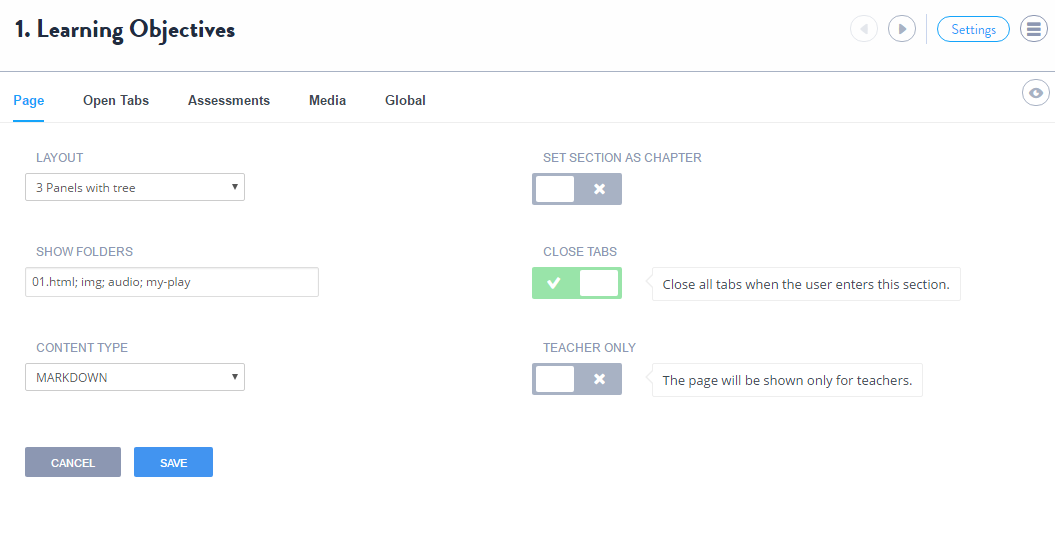 1. Learning Objectives
Settings
Page Open Tabs Assessments Media Global
LAYOUT
3 Panels with tree
SET SECTION AS CHAPTER
SHOW FOLDERS
01.html; img; audio; my-play
CLOSE TABS
Close all tabs when the user enters this section.
CONTENT TYPE
MARKDOWN
TEACHER ONLY
The page will be shown only for teachers.
CANCEL SAVE